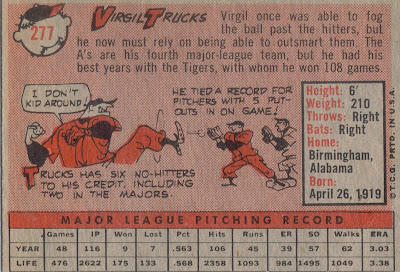 277
VIRGIL TRUCKS
Virgil once was able to fog
the ball past the hitters, but
he now must rely on being able to outsmart them. The
A's are his fourth major-league team, but he had his
best years with the Tigers, with whom he won 108 games.
I DON'T
KID AROUND!
HE TIED A RECORD FOR
PITCHERS WITH 5 PUT-
OUTS IN ON GAME!
TRUCKS HAS SIX NO-HITTERS
TO HIS CREDIT, INCLUDING
TWO IN THE MAJORS.
Height: 6'
Weight: 210
Throws: Right
Bats: Right
Home:
Birmingham,
Alabama
Born:
April 26, 1919
© T.C.G. PRTD. IN U.S.A.
MAJOR LEAGUE PITCHING RECORD
Games IP Won Lost Pct. Hits Runs ER SO Walks ERA
YEAR 48 116 9 7 .563 106 45 39 57 62 3.03
LIFE 476 2622 175 133 .568 2391 1093 984 1495 1049 3.38